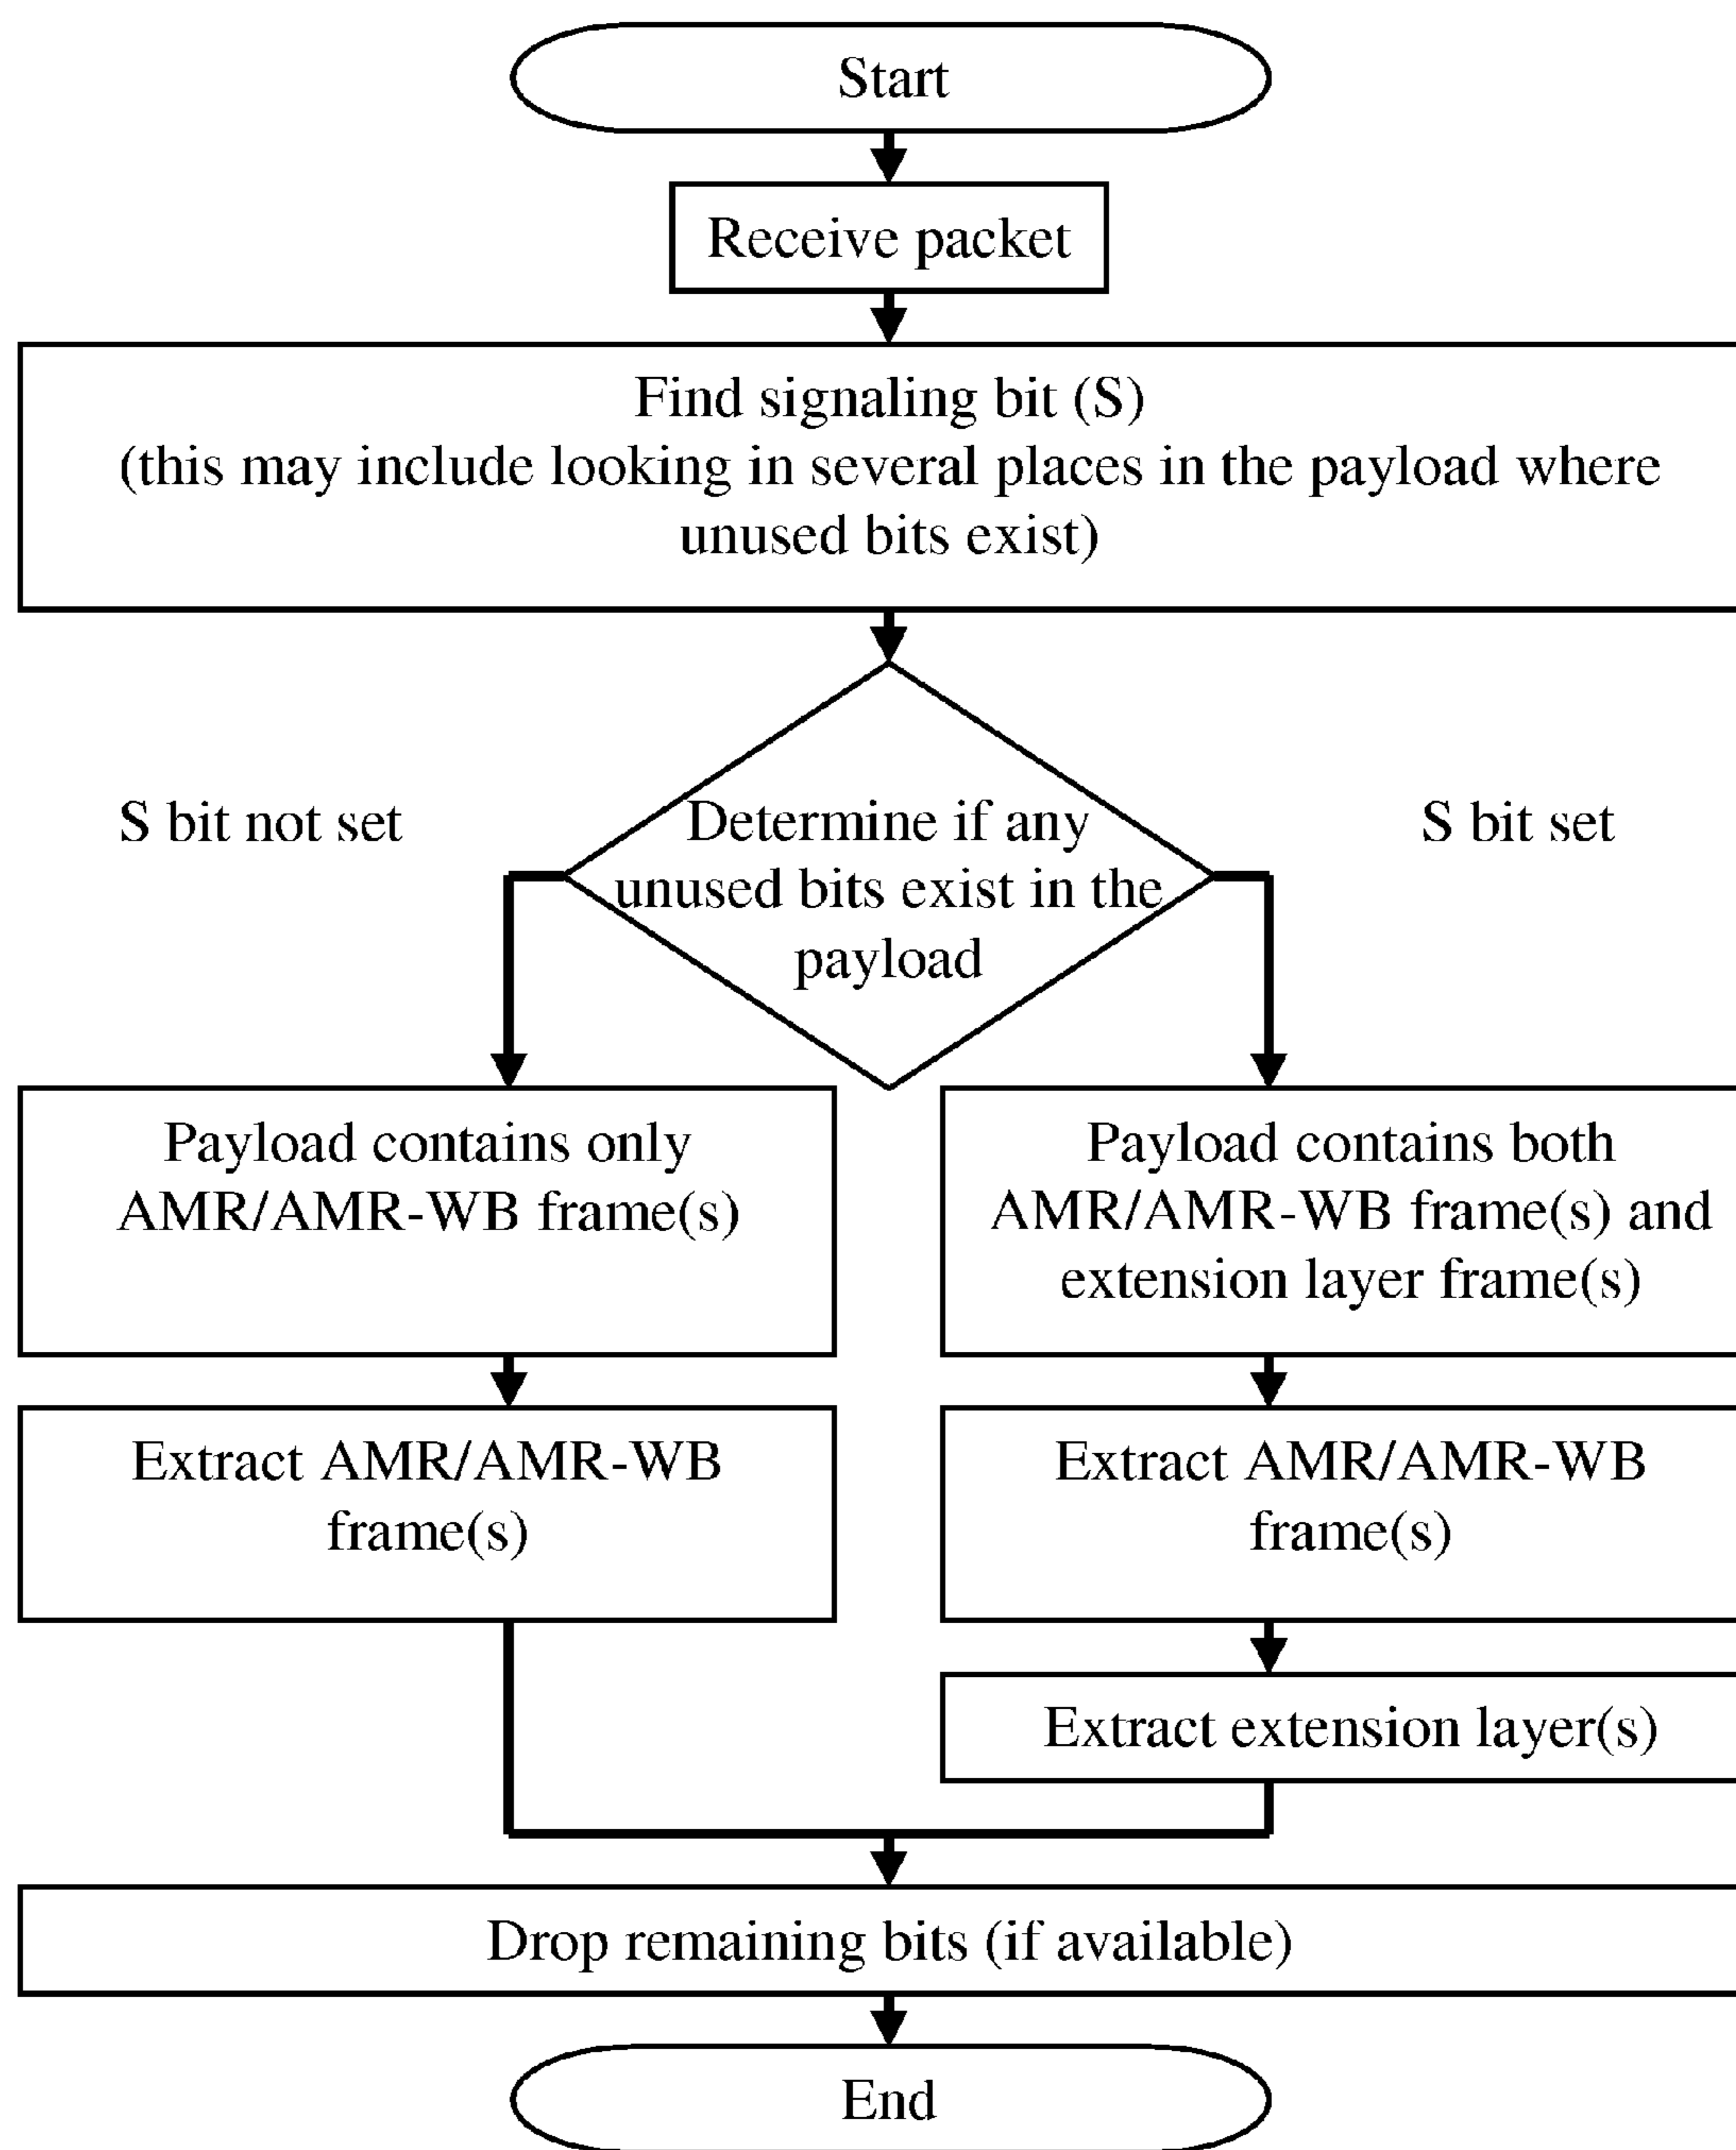 Start
Receive packet
Find signaling bit (S)
(this may include looking in several places in the payload where
unused bits exist)
S bit not set
Determine if any
unused bits exist in the
payload
S bit set
Payload contains only
AMR/AMR-WB frame(s)
Payload contains both
AMR/AMR-WB frame(s) and
extension layer frame(s)
Extract AMR/AMR-WB
frame(s)
Extract AMR/AMR-WB
frame(s)
Extract extension layer(s)
Drop remaining bits (if available)
End